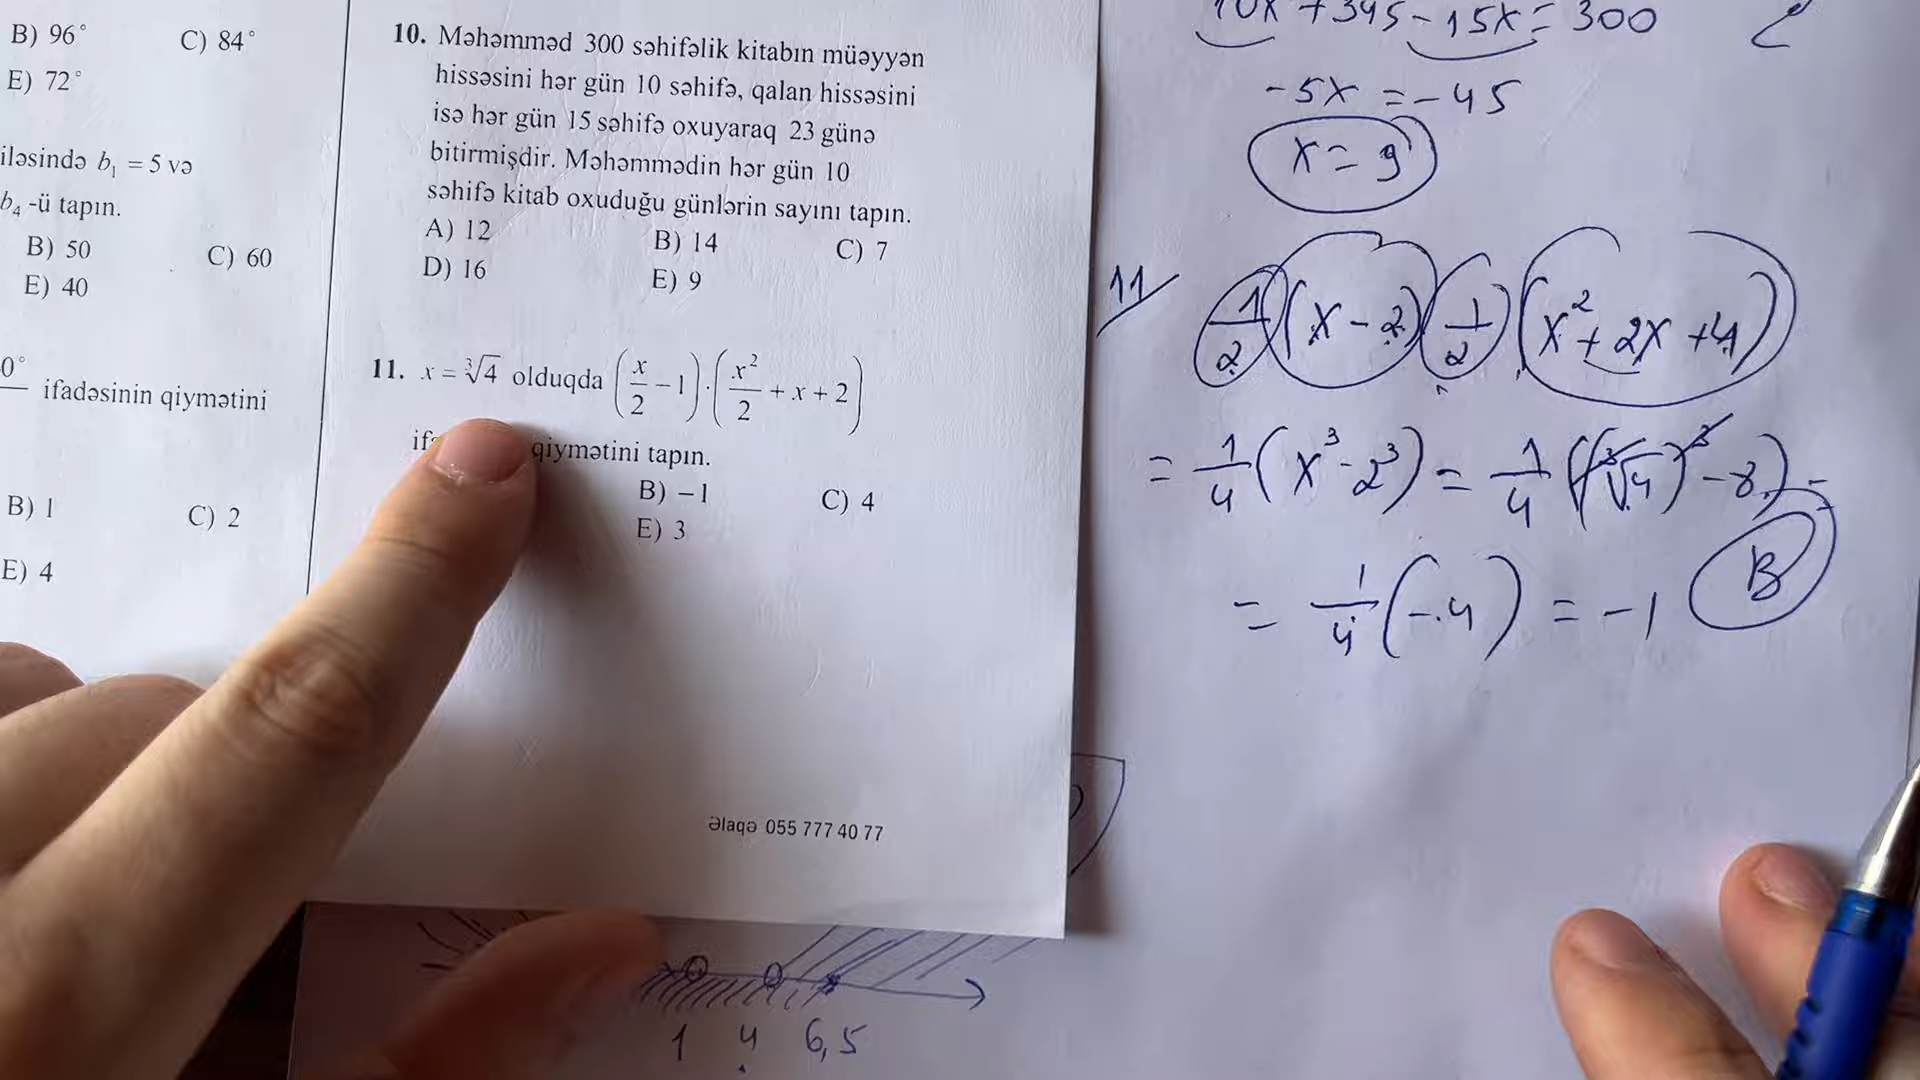 B) 96° C) 84°
E) 72°
iləsində b₁ = 5 və
b₄ -ü tapın.
B) 50 C) 60
E) 40
0°
ifadəsinin qiymətini
B) 1 C) 2
E) 4
10. Məhəmməd 300 səhifəlik kitabın müəyyən
hissəsini hər gün 10 səhifə, qalan hissəsini
isə hər gün 15 səhifə oxuyaraq 23 günə
bitirmişdir. Məhəmmədin hər gün 10
səhifə kitab oxuduğu günlərin sayını tapın.
A) 12 B) 14 C) 7
D) 16 E) 9
11. x = ∛4 olduqda (x/2 − 1)·(x²/2 + x + 2)
qiymətini tapın.
B) −1 C) 4
E) 3
Əlaqə 055 777 40 77
10x + 345 - 15x = 300
-5x = -45
x = 9
11
1/2 (x - 2) 1/2 (x² + 2x + 4)
= 1/4 (x³ - 2³) = 1/4 ((∛4)³ - 8) =
= 1/4 (-4) = -1 B
1 4 6,5